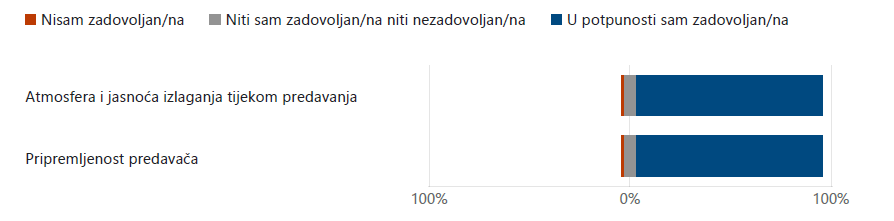 Nisam zadovoljan/na Niti sam zadovoljan/na niti nezadovoljan/na U potpunosti sam zadovoljan/na
Atmosfera i jasnoća izlaganja tijekom predavanja
Pripremljenost predavača
100% 0% 100%